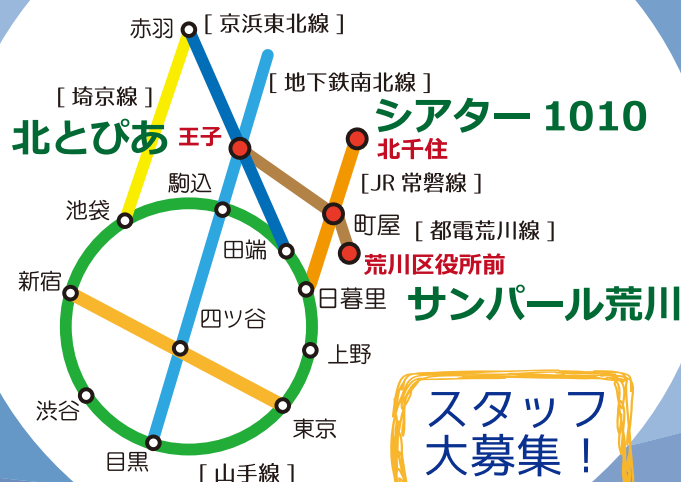 赤羽
[ 京浜東北線 ]
[ 地下鉄南北線 ]
[ 埼京線 ]
シアター 1010
北とぴあ
王子
北千住
駒込
[JR 常磐線 ]
池袋
町屋
[ 都電荒川線 ]
田端
荒川区役所前
新宿
日暮里
サンパール荒川
四ツ谷
上野
渋谷
東京
目黒
[ 山手線 ]
スタッフ
大募集！